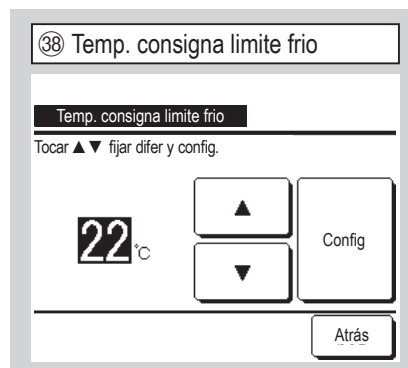 ㊳ Temp. consigna limite frio
Temp. consigna limite frio
Tocar ▲▼ fijar difer y config.
▲
22°C
Config
▼
Atrás